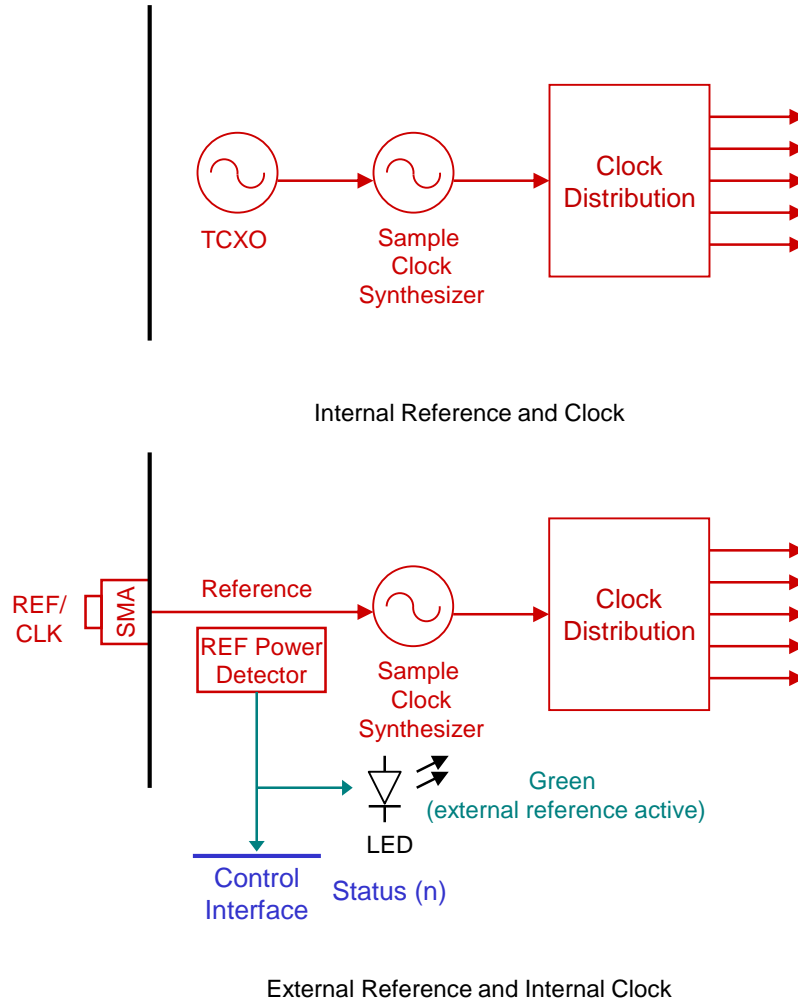 TCXO
Sample
Clock
Synthesizer
Clock
Distribution
Internal Reference and Clock
REF/
CLK
SMA
Reference
REF Power
Detector
Sample
Clock
Synthesizer
Clock
Distribution
Green
(external reference active)
LED
Control
Interface
Status (n)
External Reference and Internal Clock